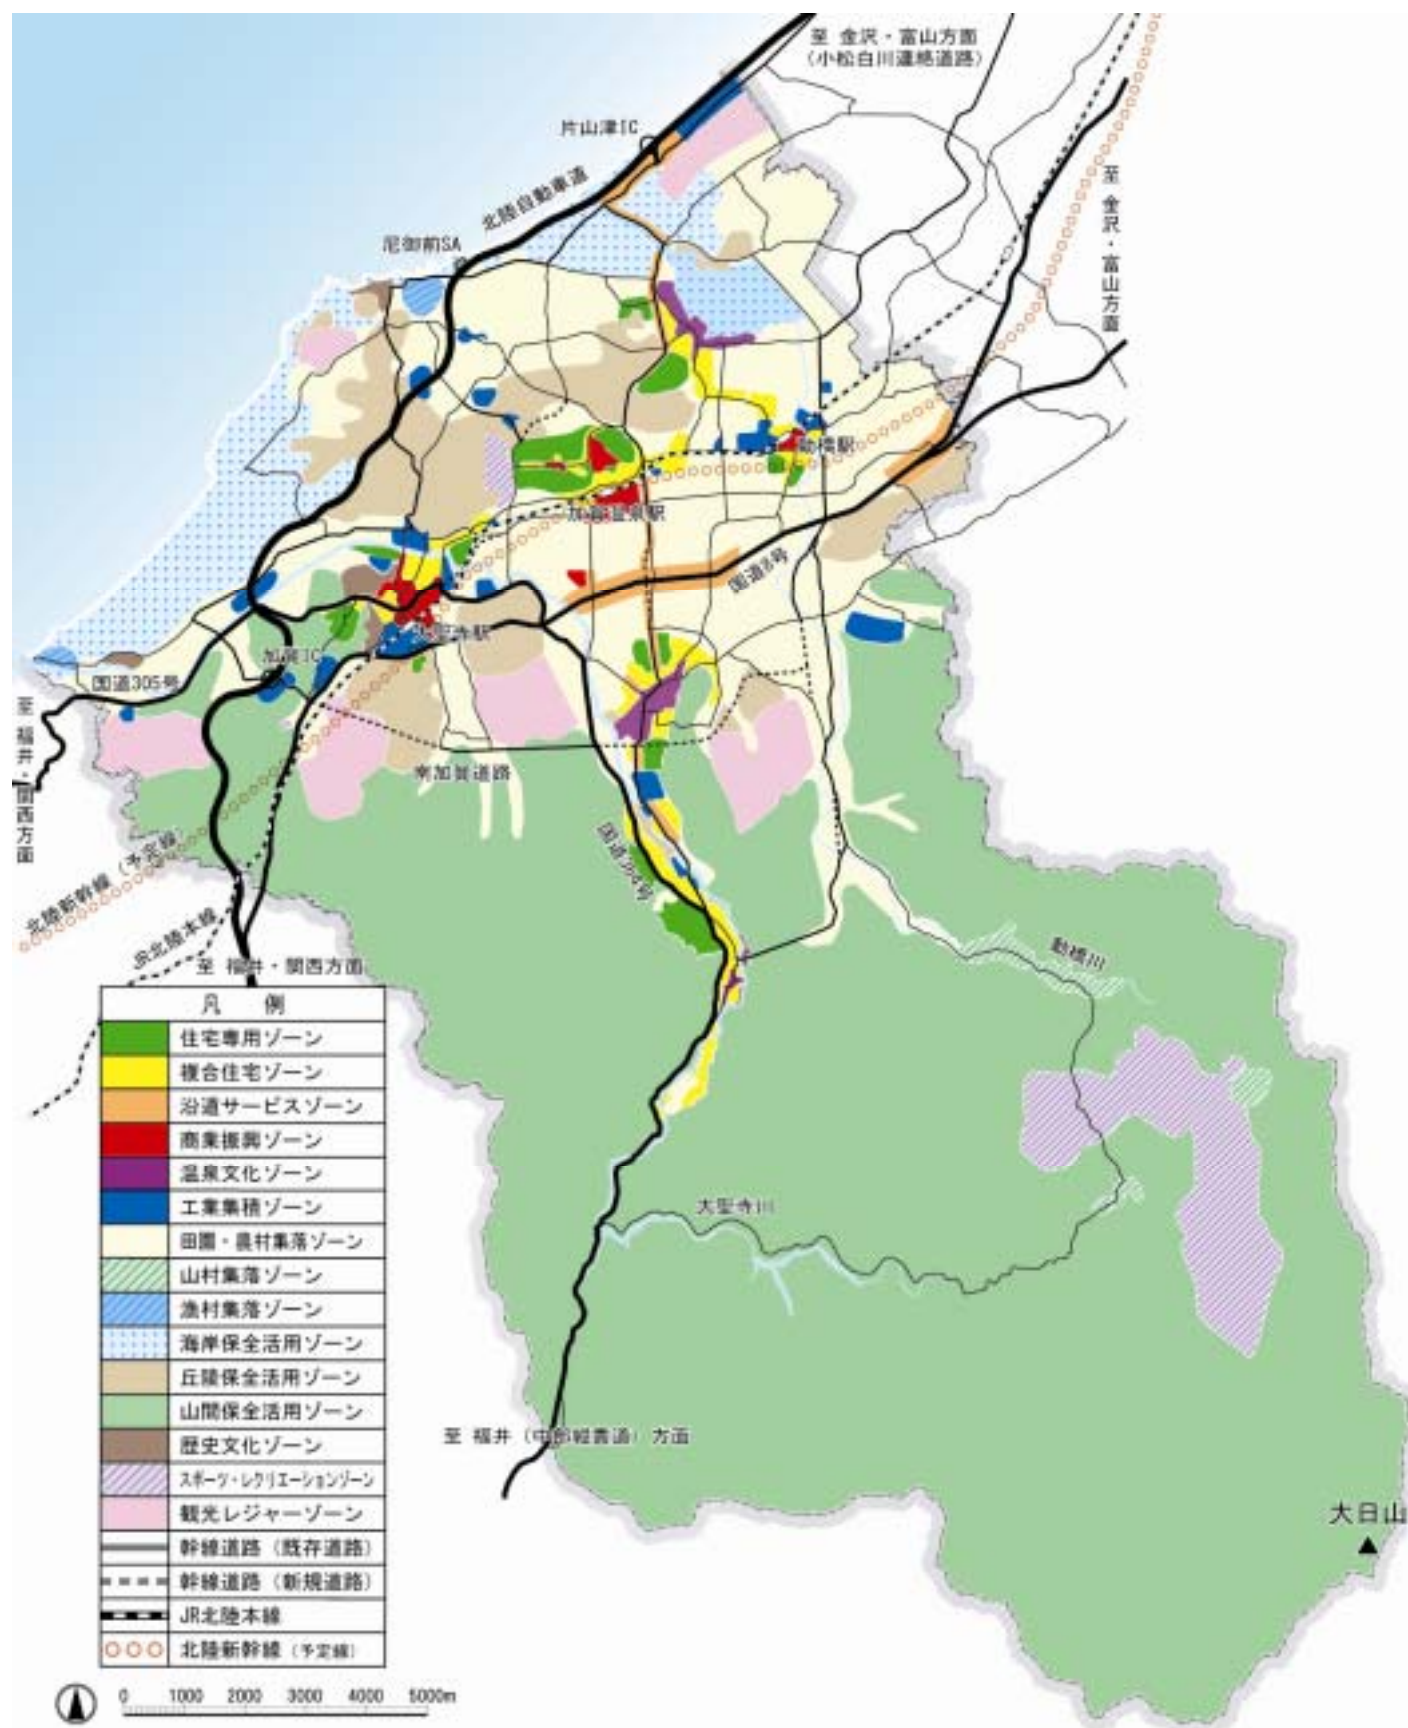 至 金沢・富山方面
(小松白川連絡道路)
片山津IC
至 金沢・富山方面
北陸自動車道
尼御前SA
動橋駅
加賀温泉駅
国道8号
大聖寺駅
加賀IC
国道305号
至 福井・関西方面
南加賀道路
国道364号
北陸新幹線(予定線)
JR北陸本線
至 福井・関西方面
動橋川
大聖寺川
至 福井(中部縦貫道)方面
大日山
凡 例
住宅専用ゾーン
複合住宅ゾーン
沿道サービスゾーン
商業振興ゾーン
温泉文化ゾーン
工業集積ゾーン
田園・農村集落ゾーン
山村集落ゾーン
漁村集落ゾーン
海岸保全活用ゾーン
丘陵保全活用ゾーン
山間保全活用ゾーン
歴史文化ゾーン
スポーツ・レクリエーションゾーン
観光レジャーゾーン
幹線道路(既存道路)
幹線道路(新規道路)
JR北陸本線
北陸新幹線(予定線)
0 1000 2000 3000 4000 5000m